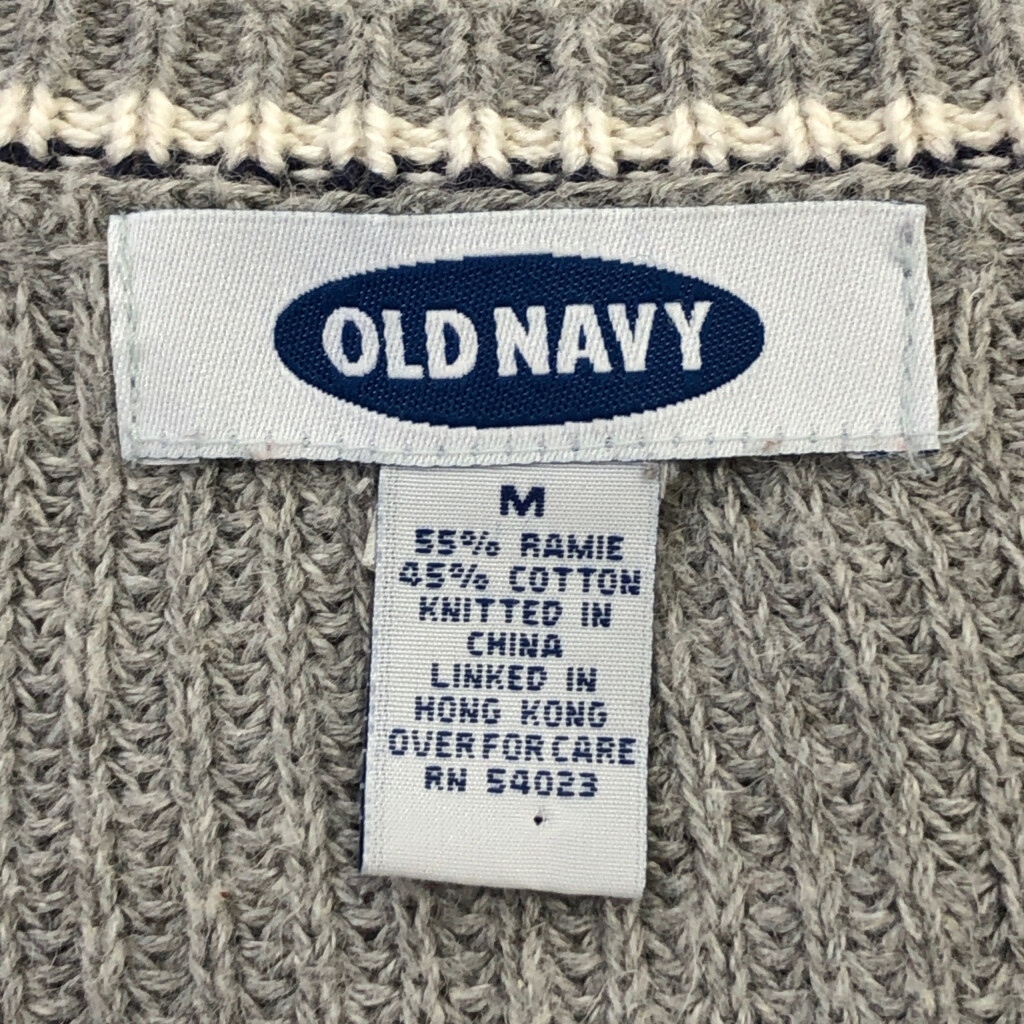 OLD NAVY
M
55% RAMIE
45% COTTON
KNITTED IN
CHINA
LINKED IN
HONG KONG
OVER FOR CARE
RN 54023